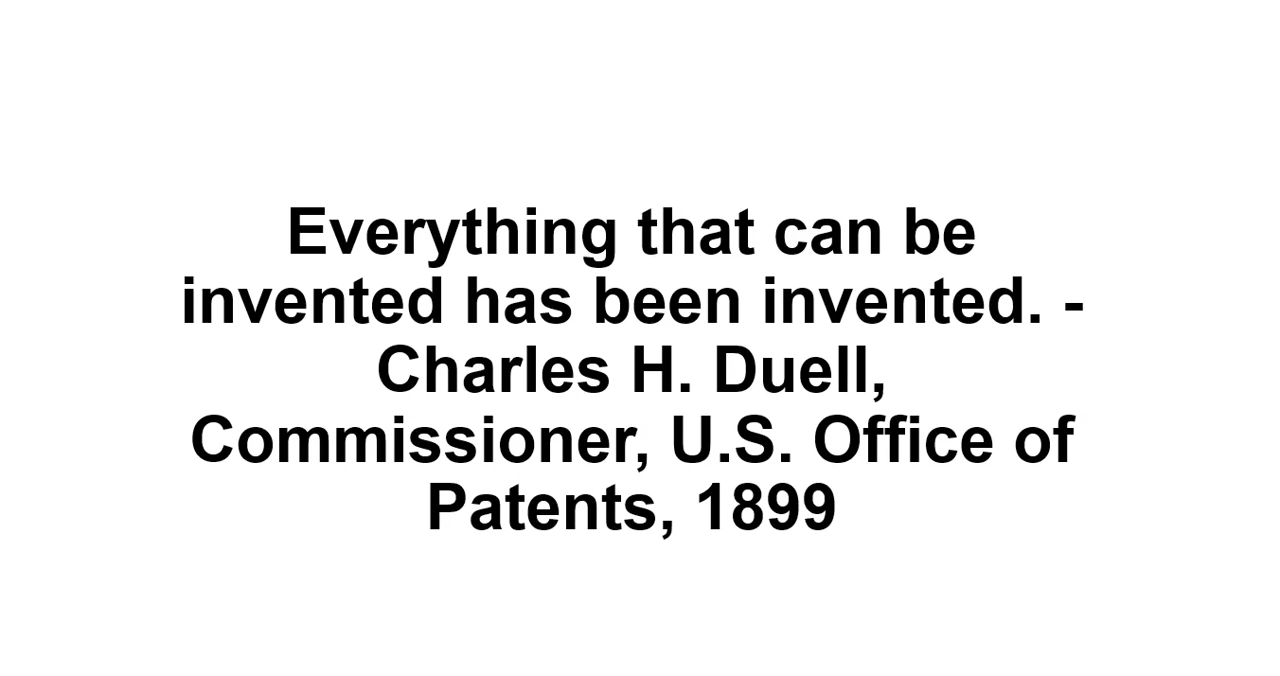 Everything that can be
invented has been invented. -
Charles H. Duell,
Commissioner, U.S. Office of
Patents, 1899